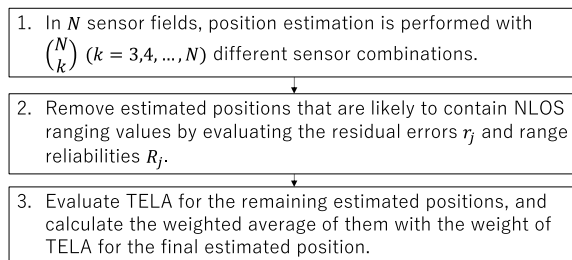 1. In N sensor fields, position estimation is performed with
(N k) (k = 3,4, ..., N) different sensor combinations.
2. Remove estimated positions that are likely to contain NLOS
ranging values by evaluating the residual errors r_j and range
reliabilities R_j.
3. Evaluate TELA for the remaining estimated positions, and
calculate the weighted average of them with the weight of
TELA for the final estimated position.